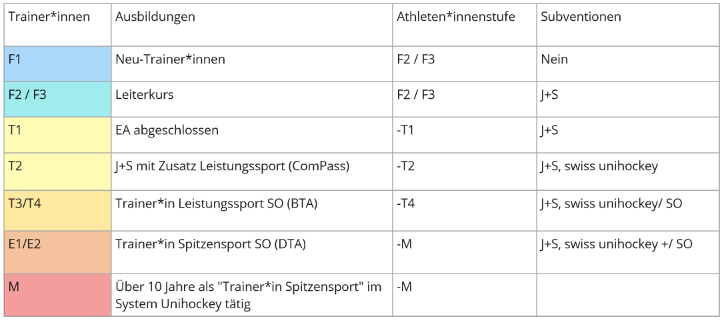 Trainer*innen Ausbildungen Athleten*innenstufe Subventionen
F1 Neu-Trainer*innen F2 / F3 Nein
F2 / F3 Leiterkurs F2 / F3 J+S
T1 EA abgeschlossen -T1 J+S
T2 J+S mit Zusatz Leistungssport (ComPass) -T2 J+S, swiss unihockey
T3/T4 Trainer*in Leistungssport SO (BTA) -T4 J+S, swiss unihockey/ SO
E1/E2 Trainer*in Spitzensport SO (DTA) -M J+S, swiss unihockey +/ SO
M Über 10 Jahre als "Trainer*in Spitzensport" im -M
System Unihockey tätig